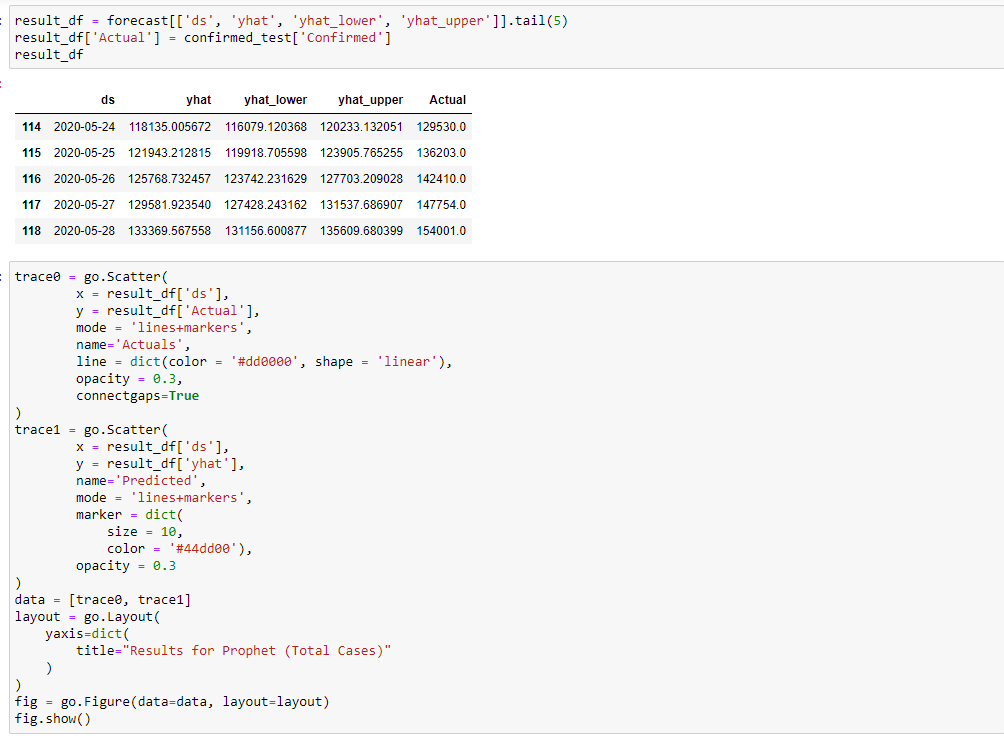 result_df = forecast[['ds', 'yhat', 'yhat_lower', 'yhat_upper']].tail(5)
result_df['Actual'] = confirmed_test['Confirmed']
result_df
ds yhat yhat_lower yhat_upper Actual
114 2020-05-24 118135.005672 116079.120368 120233.132051 129530.0
115 2020-05-25 121943.212815 119918.705598 123905.765255 136203.0
116 2020-05-26 125768.732457 123742.231629 127703.209028 142410.0
117 2020-05-27 129581.923540 127428.243162 131537.686907 147754.0
118 2020-05-28 133369.567558 131156.600877 135609.680399 154001.0
trace0 = go.Scatter(
        x = result_df['ds'],
        y = result_df['Actual'],
        mode = 'lines+markers',
        name='Actuals',
        line = dict(color = '#dd0000', shape = 'linear'),
        opacity = 0.3,
        connectgaps=True
)
trace1 = go.Scatter(
        x = result_df['ds'],
        y = result_df['yhat'],
        name='Predicted',
        mode = 'lines+markers',
        marker = dict(
            size = 10,
            color = '#44dd00'),
        opacity = 0.3
)
data = [trace0, trace1]
layout = go.Layout(
    yaxis=dict(
        title="Results for Prophet (Total Cases)"
    )
)
fig = go.Figure(data=data, layout=layout)
fig.show()